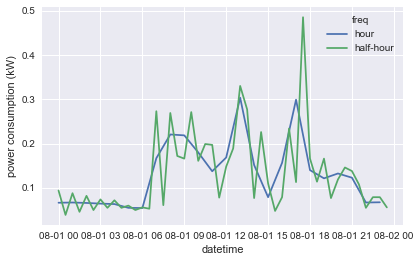 0.5
0.4
0.3
0.2
0.1
power consumption (kW)
freq
hour
half-hour
08-01 00 08-01 03 08-01 06 08-01 09 08-01 12 08-01 15 08-01 18 08-01 21 08-02 00
datetime